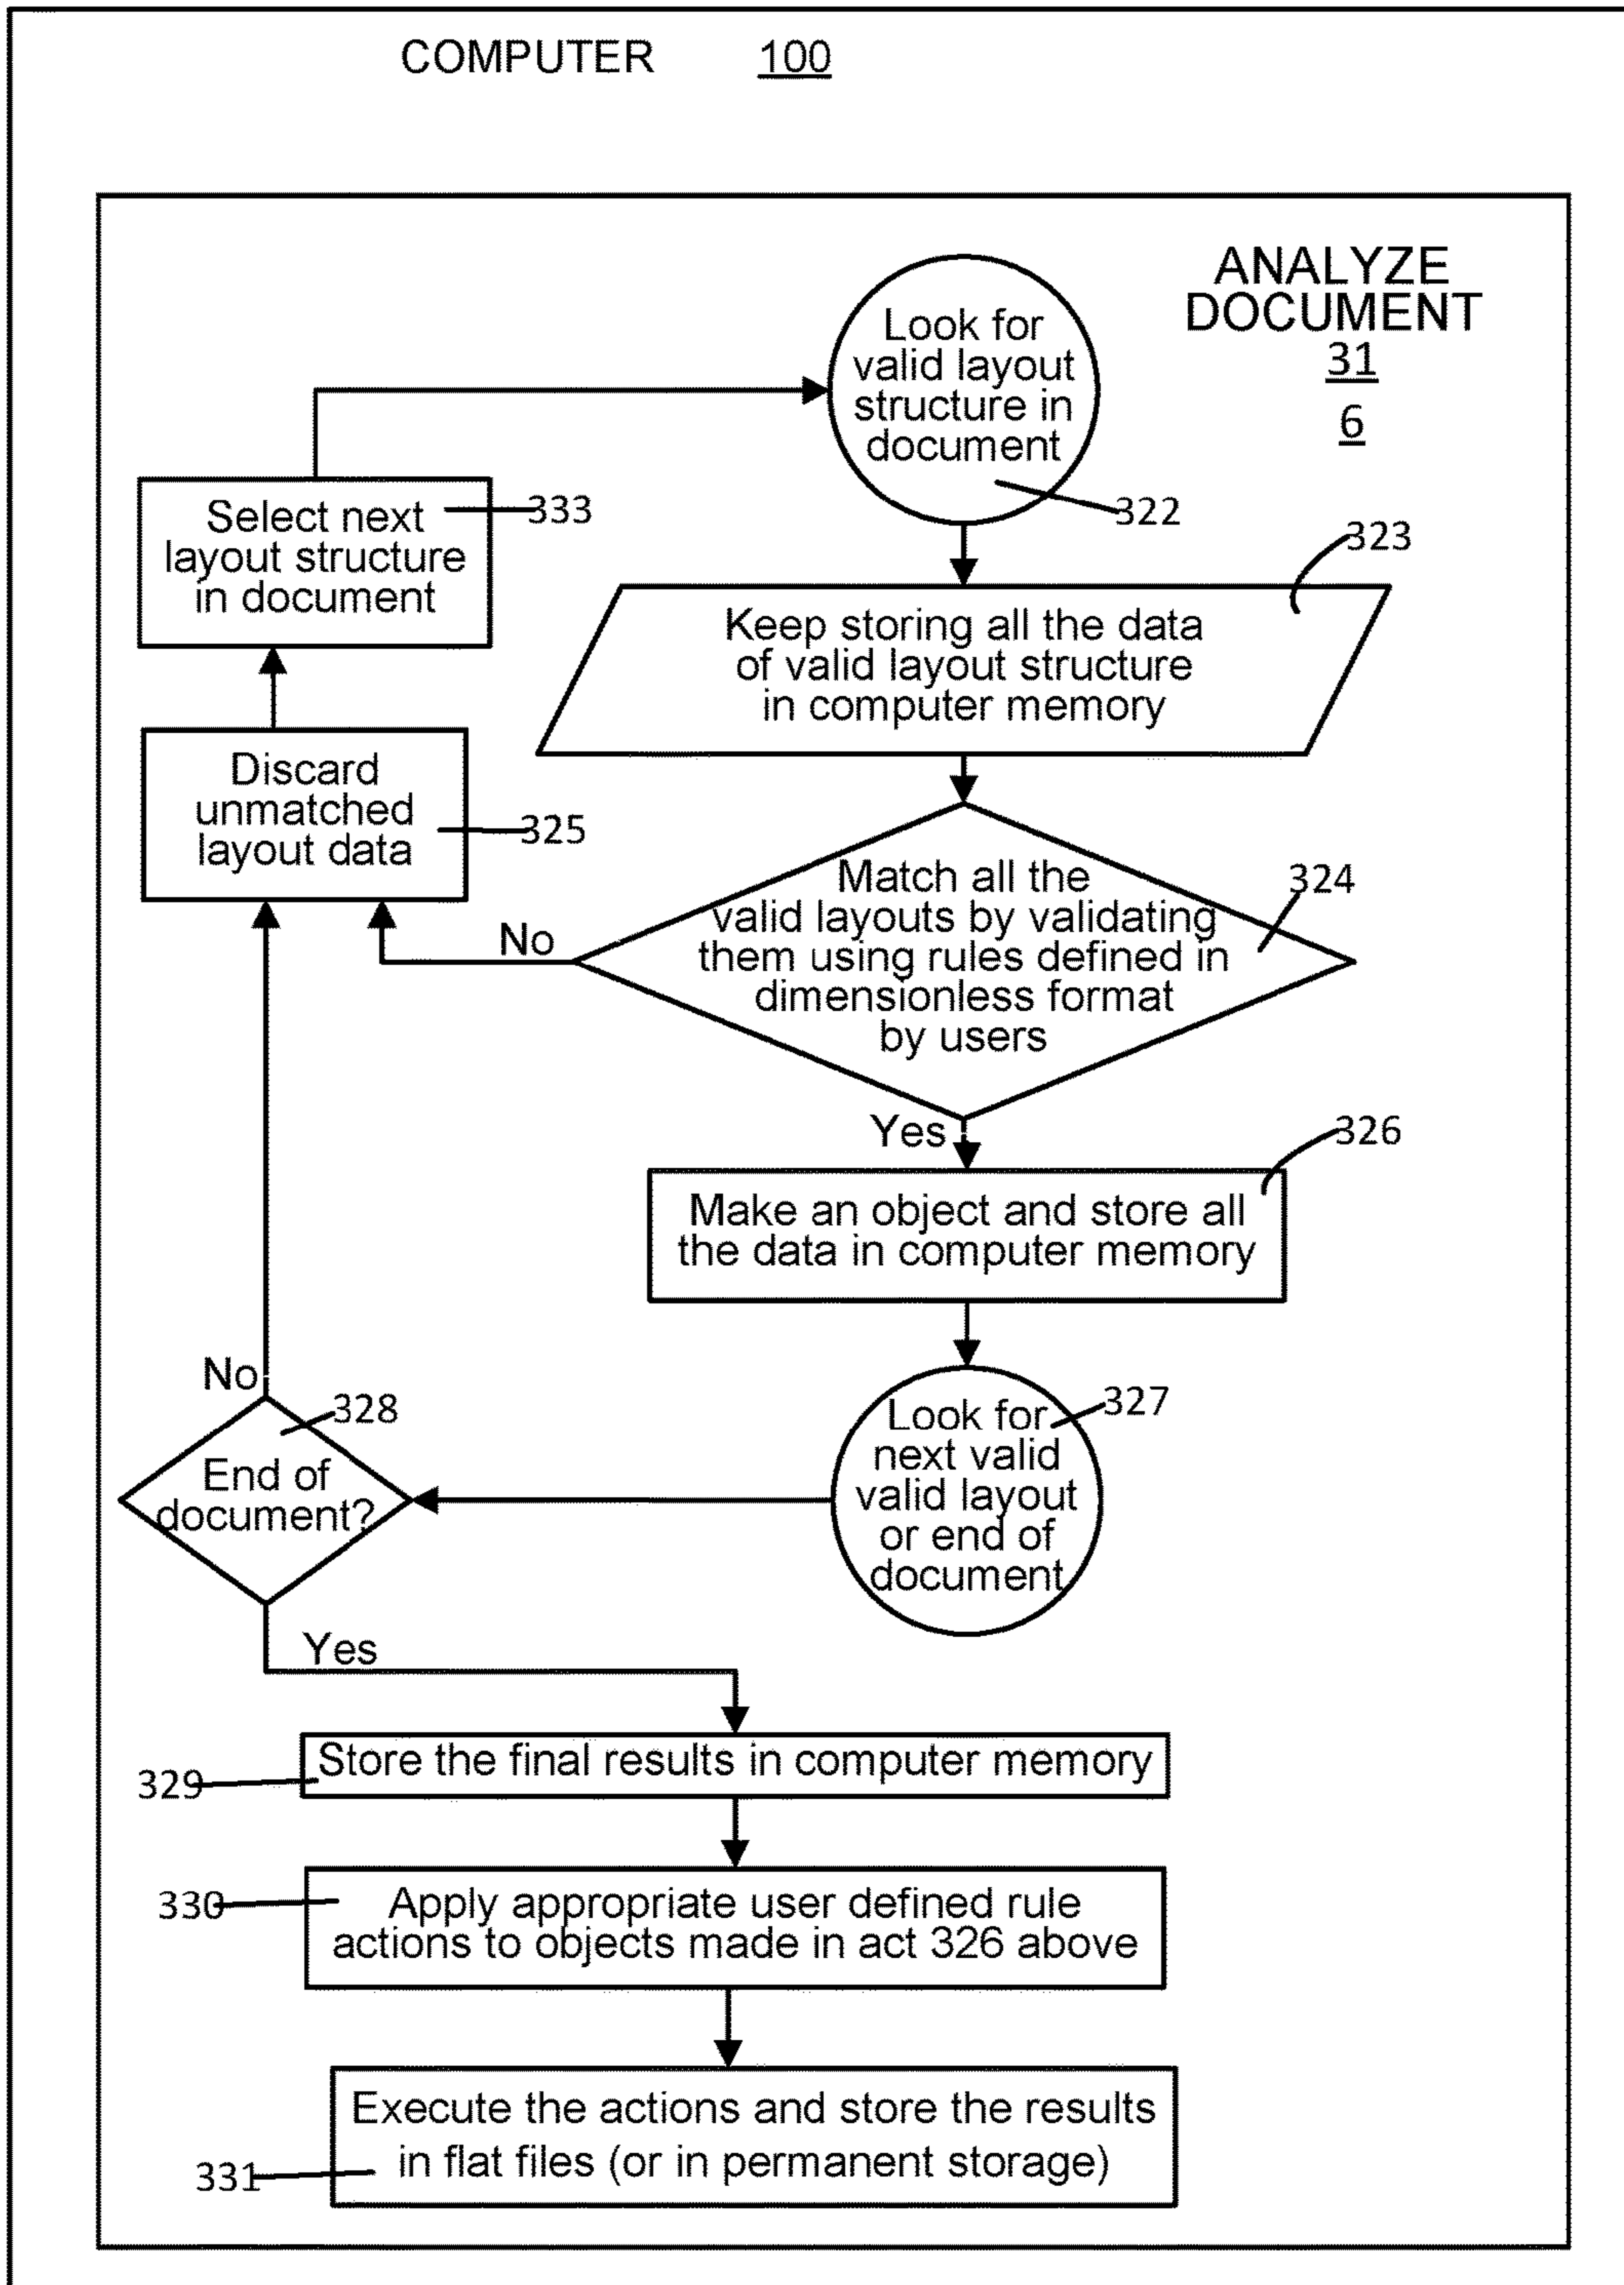 COMPUTER 100
ANALYZE
DOCUMENT
31
6
Look for
valid layout
structure in
document
322
Select next
layout structure
in document
333
323
Keep storing all the data
of valid layout structure
in computer memory
Discard
unmatched
layout data
325
324
Match all the
valid layouts by validating
them using rules defined in
dimensionless format
by users
No
Yes
326
Make an object and store all
the data in computer memory
327
Look for
next valid
valid layout
or end of
document
No
328
End of
document?
Yes
329
Store the final results in computer memory
330
Apply appropriate user defined rule
actions to objects made in act 326 above
Execute the actions and store the results
in flat files (or in permanent storage)
331